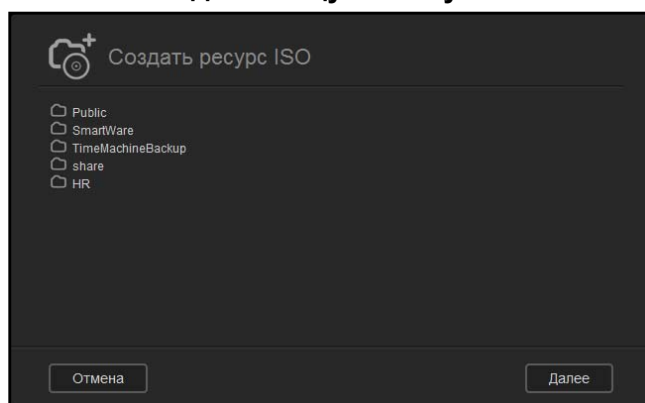 Создать ресурс ISO
Public
SmartWare
TimeMachineBackup
share
HR
Отмена
Далее